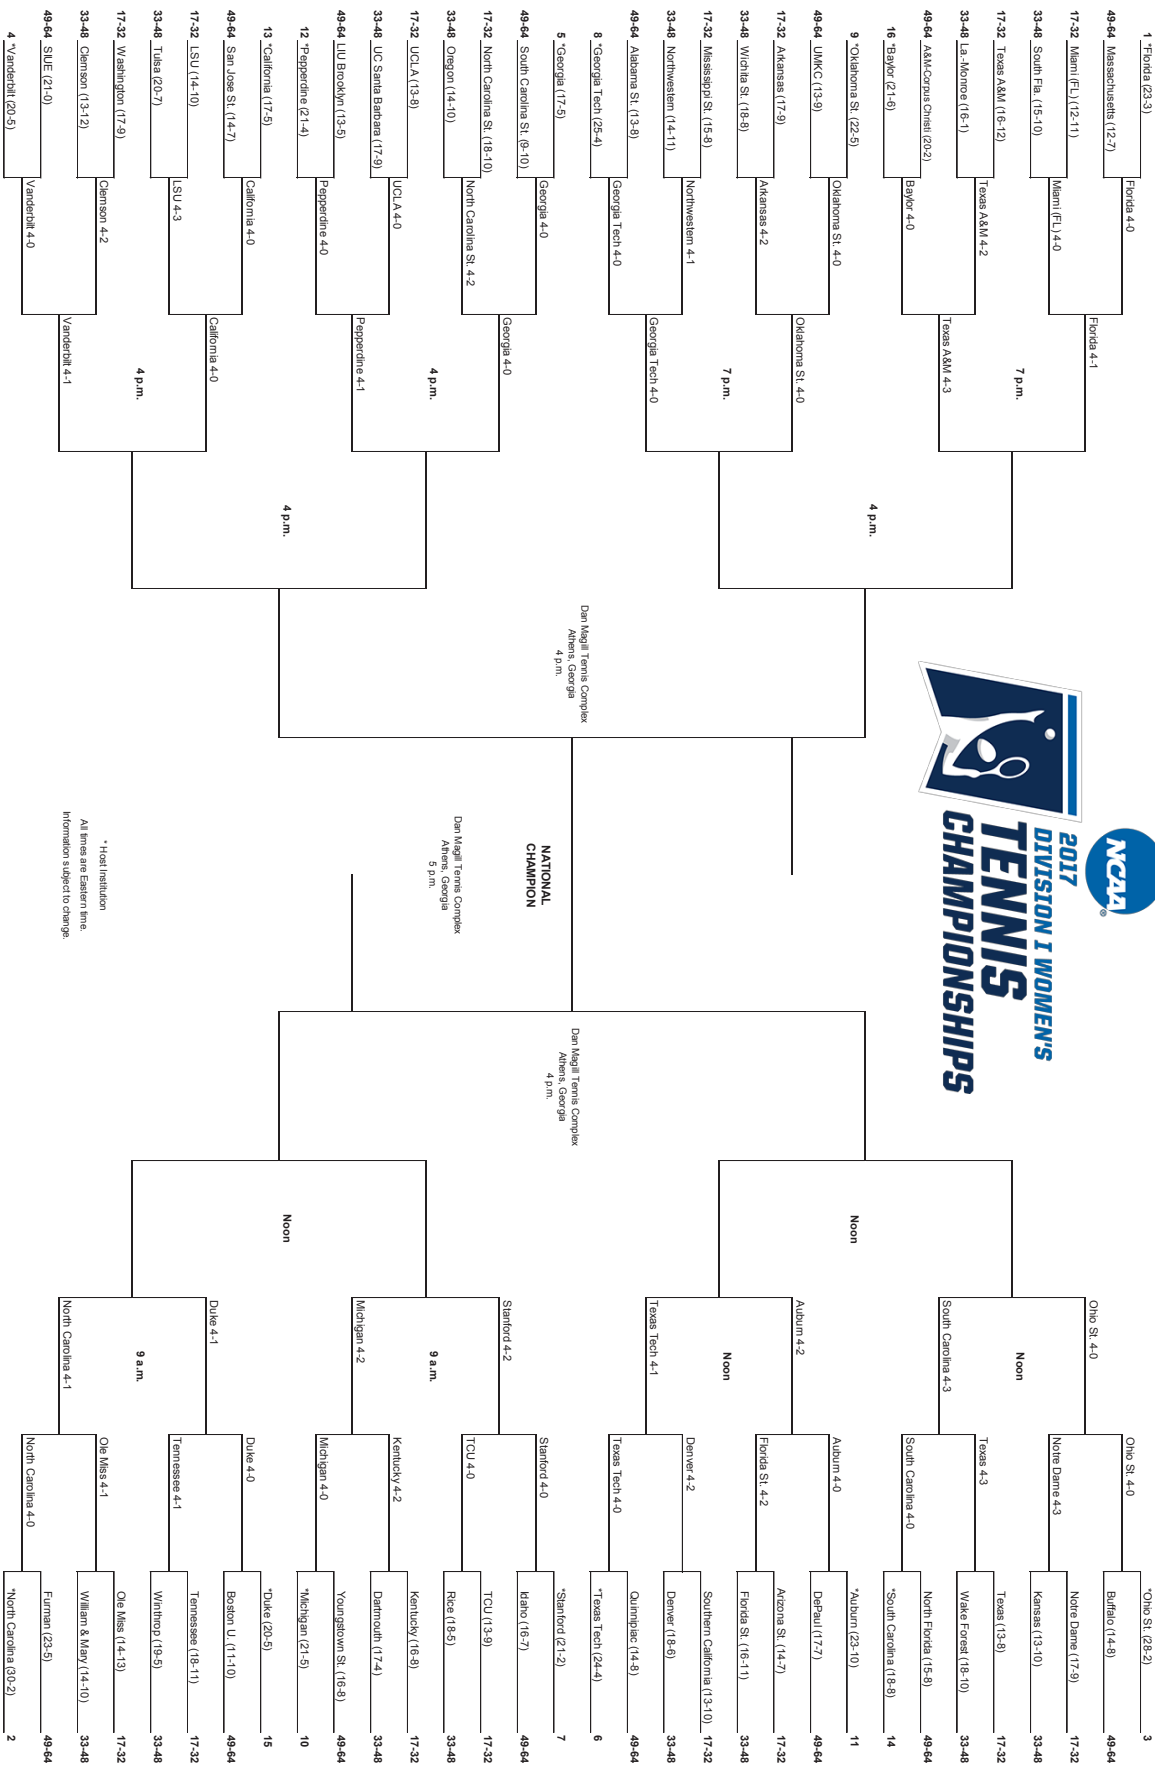 1 *Florida (23-3)
49-64 Massachusetts (12-7)
17-32 Miami (FL) (12-11)
33-48 South Fla. (15-10)
17-32 Texas A&M (16-12)
33-48 La.-Monroe (16-1)
49-64 A&M-Corpus Christi (20-2)
16 *Baylor (21-6)
9 *Oklahoma St. (22-5)
49-64 UMKC (13-9)
17-32 Arkansas (17-9)
33-48 Wichita St. (18-8)
17-32 Mississippi St. (15-8)
33-48 Northwestern (14-11)
49-64 Alabama St. (13-8)
8 *Georgia Tech (25-4)
5 *Georgia (17-5)
49-64 South Carolina St. (9-10)
17-32 North Carolina St. (18-10)
33-48 Oregon (14-10)
17-32 UCLA (13-8)
33-48 UC Santa Barbara (17-9)
49-64 LIU Brooklyn (13-5)
12 *Pepperdine (21-4)
13 *California (17-5)
49-64 San Jose St. (14-7)
17-32 LSU (14-10)
33-48 Tulsa (20-7)
17-32 Washington (17-9)
33-48 Clemson (13-12)
49-64 SIUE (21-0)
4 *Vanderbilt (20-5)
Florida 4-0
Miami (FL) 4-0
Texas A&M 4-2
Baylor 4-0
Oklahoma St. 4-0
Arkansas 4-2
Northwestern 4-1
Georgia Tech 4-0
Georgia 4-0
North Carolina St. 4-2
UCLA 4-0
Pepperdine 4-0
California 4-0
LSU 4-3
Clemson 4-2
Vanderbilt 4-0
Florida 4-1
7 p.m.
Texas A&M 4-3
Oklahoma St. 4-0
7 p.m.
Georgia Tech 4-0
Georgia 4-0
4 p.m.
Pepperdine 4-1
California 4-0
4 p.m.
Vanderbilt 4-1
4 p.m.
4 p.m.
Dan Magill Tennis Complex
Athens, Georgia
4 p.m.
NCAA®
2017
DIVISION I WOMEN'S
TENNIS
CHAMPIONSHIPS
NATIONAL
CHAMPION
Dan Magill Tennis Complex
Athens, Georgia
5 p.m.
* Host Institution
All times are Eastern time.
Information subject to change.
Dan Magill Tennis Complex
Athens, Georgia
4 p.m.
Noon
Noon
Ohio St. 4-0
Noon
South Carolina 4-3
Auburn 4-2
Noon
Texas Tech 4-1
Stanford 4-2
9 a.m.
Michigan 4-2
Duke 4-1
9 a.m.
North Carolina 4-1
Ohio St. 4-0
Notre Dame 4-3
Texas 4-3
South Carolina 4-0
Auburn 4-0
Florida St. 4-2
Denver 4-2
Texas Tech 4-0
Stanford 4-0
TCU 4-0
Kentucky 4-2
Michigan 4-0
Duke 4-0
Tennessee 4-1
Ole Miss 4-1
North Carolina 4-0
*Ohio St. (28-2) 3
Buffalo (14-8) 49-64
Notre Dame (17-9) 17-32
Kansas (13-10) 33-48
Texas (13-8) 17-32
Wake Forest (18-10) 33-48
North Florida (15-8) 49-64
*South Carolina (18-8) 14
*Auburn (23-10) 11
DePaul (17-7) 49-64
Arizona St. (14-7) 17-32
Florida St. (16-11) 33-48
Southern California (13-10) 17-32
Denver (18-6) 33-48
Quinnipiac (14-8) 49-64
*Texas Tech (24-4) 6
*Stanford (21-2) 7
Idaho (16-7) 49-64
TCU (13-9) 17-32
Rice (18-5) 33-48
Kentucky (16-8) 17-32
Dartmouth (17-4) 33-48
Youngstown St. (16-8) 49-64
*Michigan (21-5) 10
*Duke (20-5) 15
Boston U. (11-10) 49-64
Tennessee (18-11) 17-32
Winthrop (19-5) 33-48
Ole Miss (14-13) 17-32
William & Mary (14-10) 33-48
Furman (23-5) 49-64
*North Carolina (30-2) 2